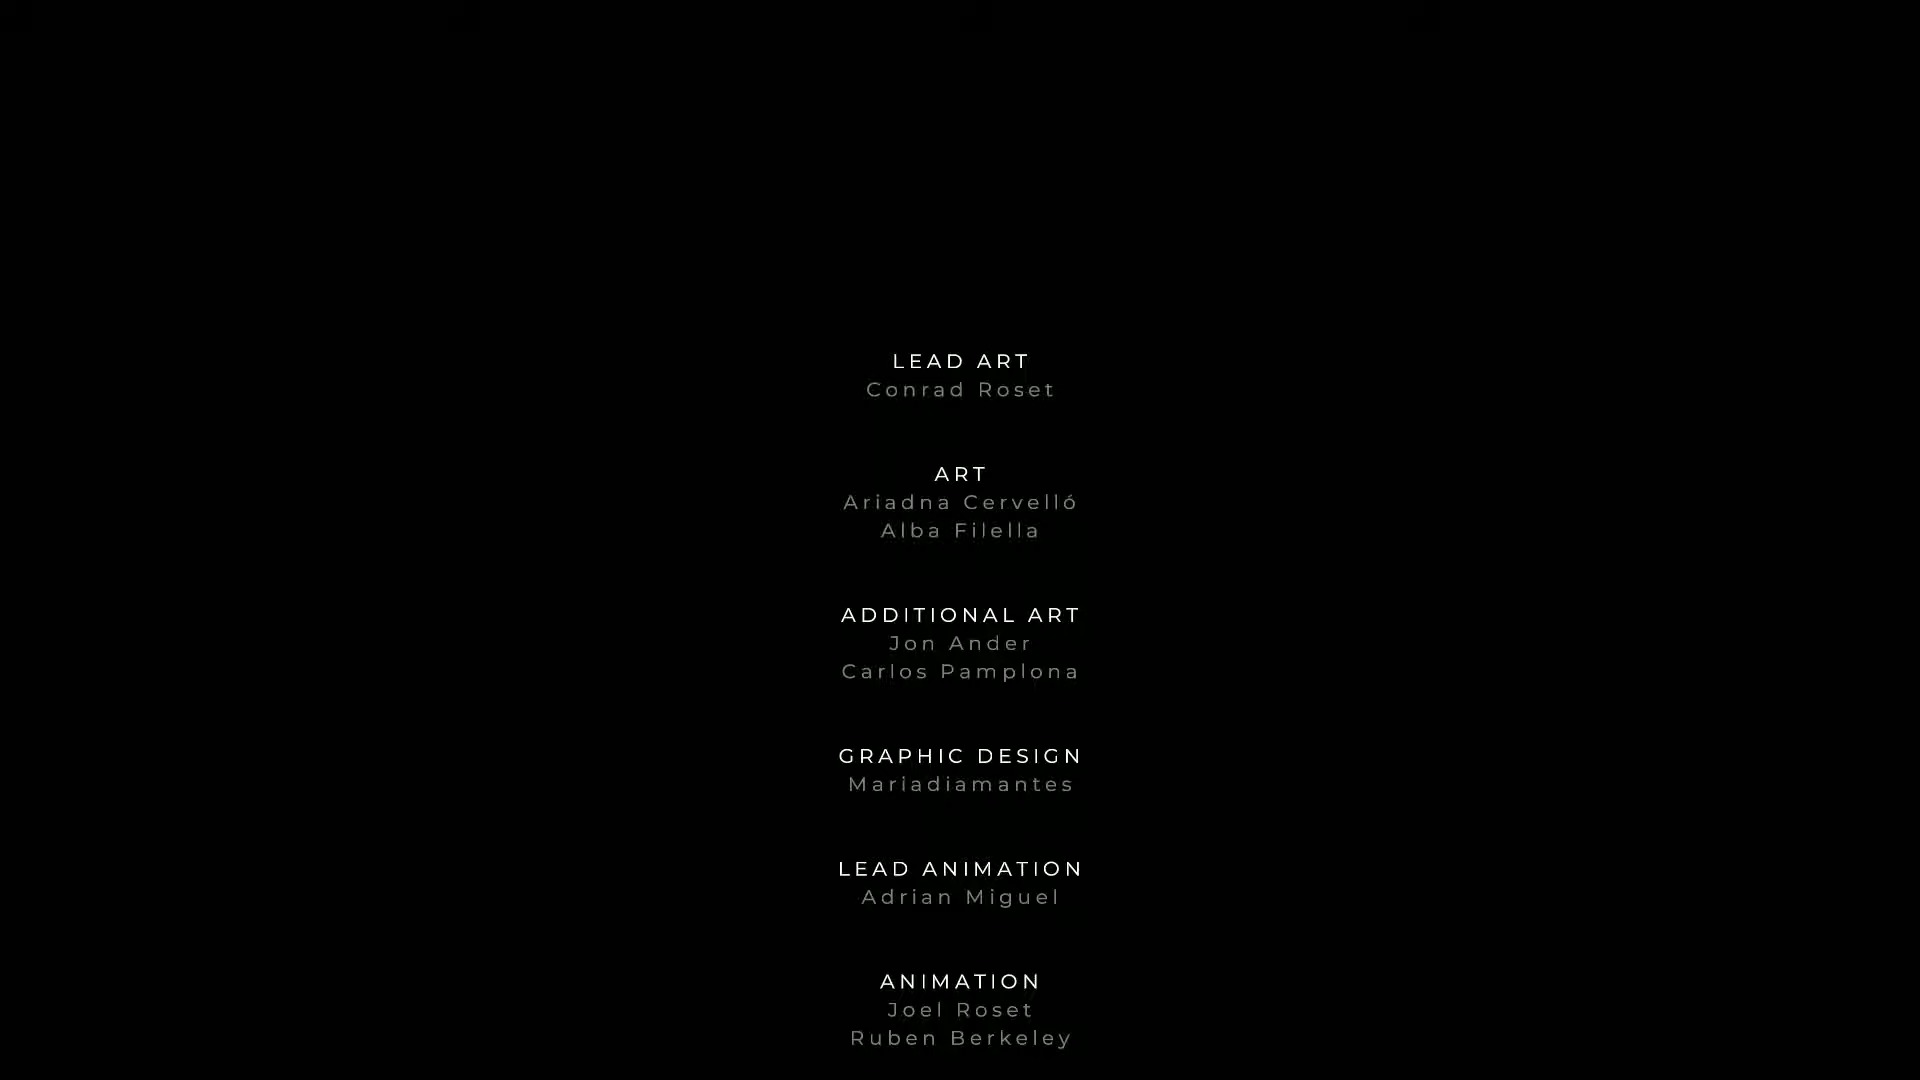 LEAD ART
Conrad Roset
ART
Ariadna Cervelló
Alba Filella
ADDITIONAL ART
Jon Ander
Carlos Pamplona
GRAPHIC DESIGN
Mariadiamantes
LEAD ANIMATION
Adrian Miguel
ANIMATION
Joel Roset
Ruben Berkeley